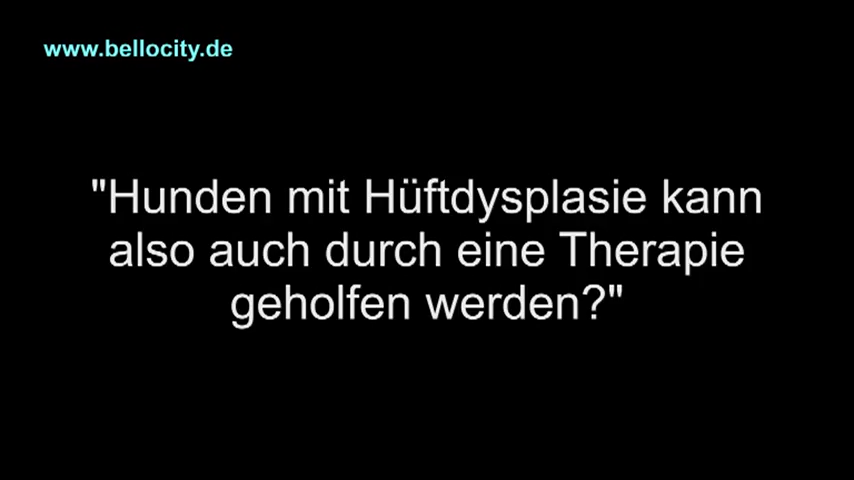 www.bellocity.de
"Hunden mit Hüftdysplasie kann
also auch durch eine Therapie
geholfen werden?"